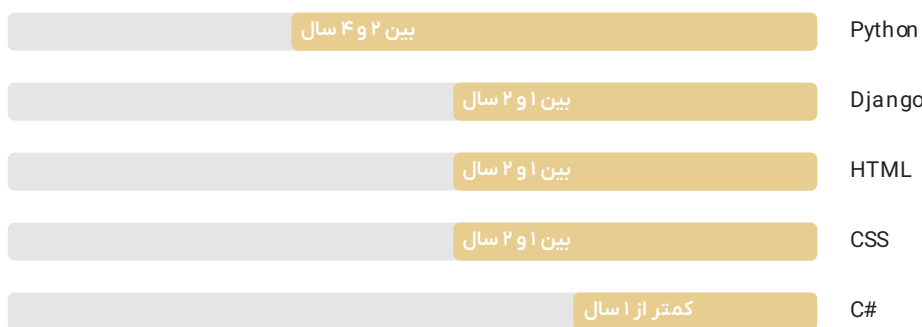 Python بین ۲ و ۴ سال
Django بین ۱ و ۲ سال
HTML بین ۱ و ۲ سال
CSS بین ۱ و ۲ سال
C# کمتر از ۱ سال